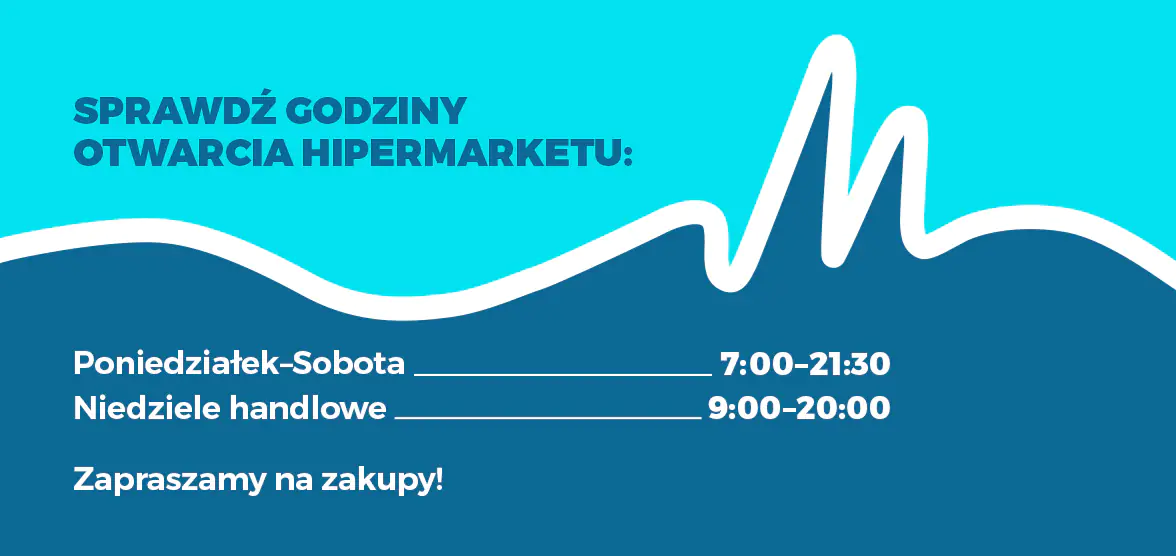 SPRAWDŹ GODZINY
OTWARCIA HIPERMARKETU:
Poniedziałek–Sobota 7:00–21:30
Niedziele handlowe 9:00–20:00
Zapraszamy na zakupy!